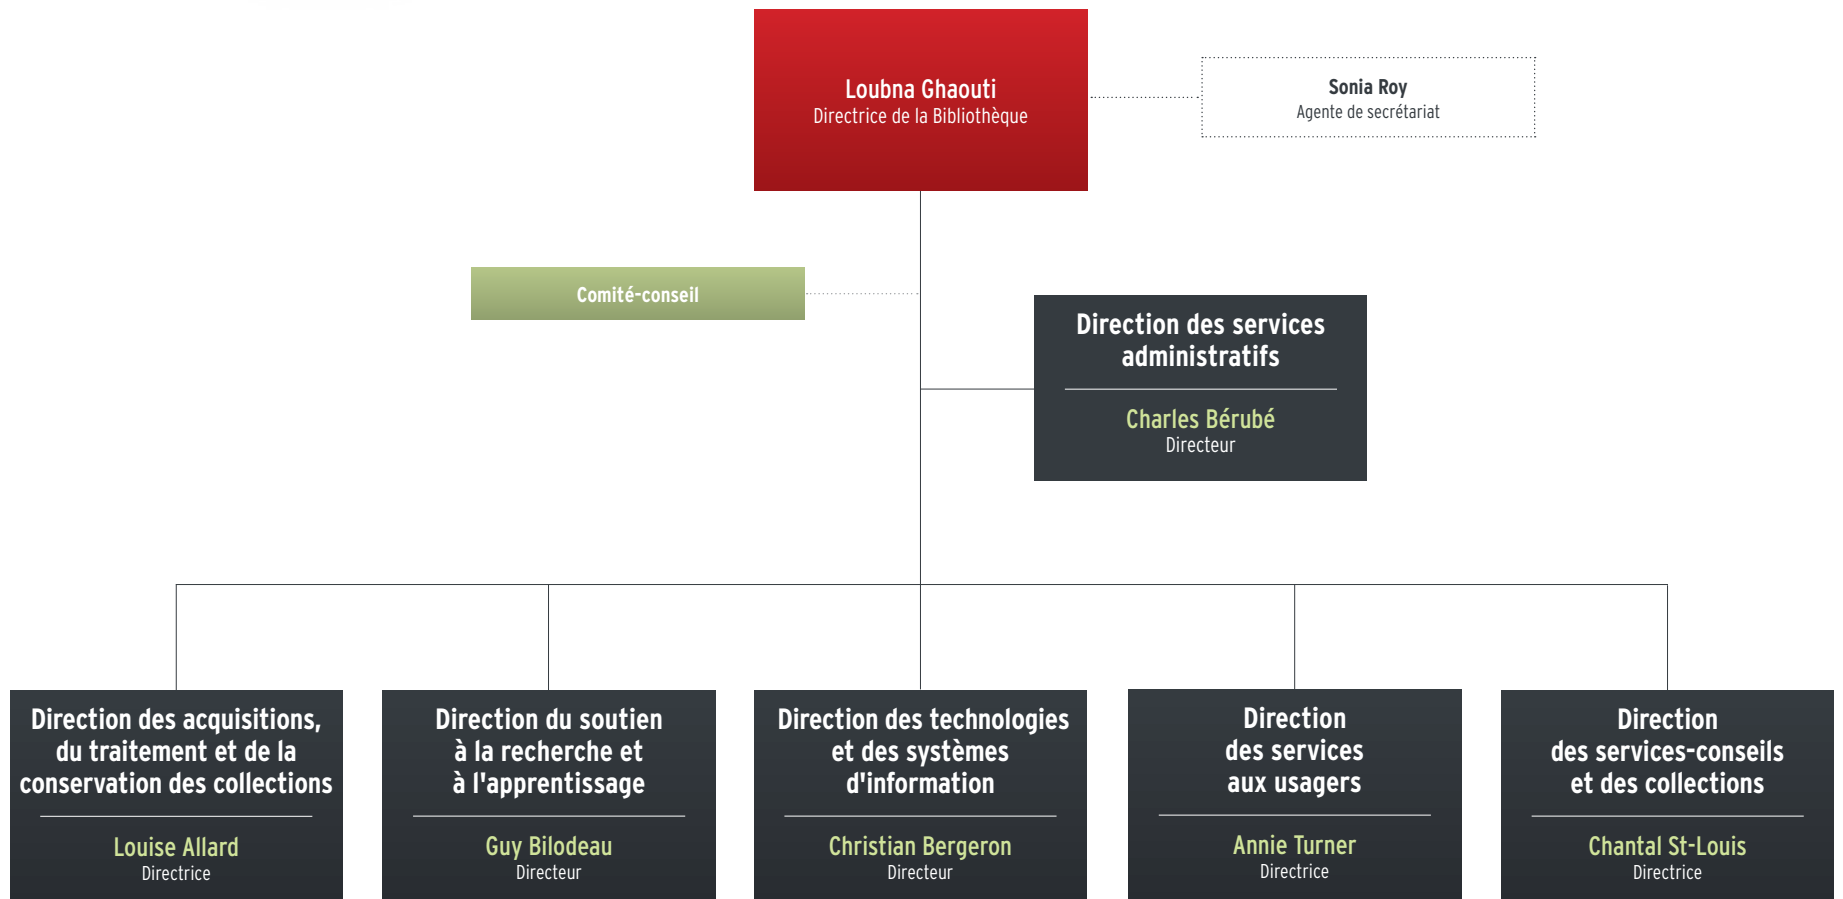 Loubna Ghaouti
Directrice de la Bibliothèque
Sonia Roy
Agente de secrétariat
Comité-conseil
Direction des services
administratifs
Charles Bérubé
Directeur
Direction des acquisitions,
du traitement et de la
conservation des collections
Louise Allard
Directrice
Direction du soutien
à la recherche et
à l'apprentissage
Guy Bilodeau
Directeur
Direction des technologies
et des systèmes
d'information
Christian Bergeron
Directeur
Direction
des services
aux usagers
Annie Turner
Directrice
Direction
des services-conseils
et des collections
Chantal St-Louis
Directrice